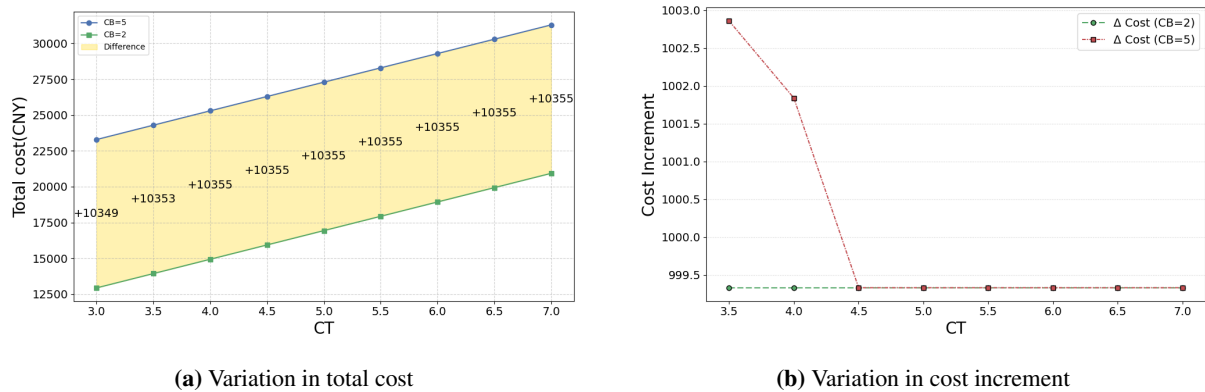 CB=5
CB=2
Difference
Total cost(CNY)
30000
27500
25000
22500
20000
17500
15000
12500
+10349
+10353
+10355
+10355
+10355
+10355
+10355
+10355
+10355
3.0 3.5 4.0 4.5 5.0 5.5 6.0 6.5 7.0
CT
(a) Variation in total cost
Δ Cost (CB=2)
Δ Cost (CB=5)
Cost Increment
1003.0
1002.5
1002.0
1001.5
1001.0
1000.5
1000.0
999.5
3.5 4.0 4.5 5.0 5.5 6.0 6.5 7.0
CT
(b) Variation in cost increment